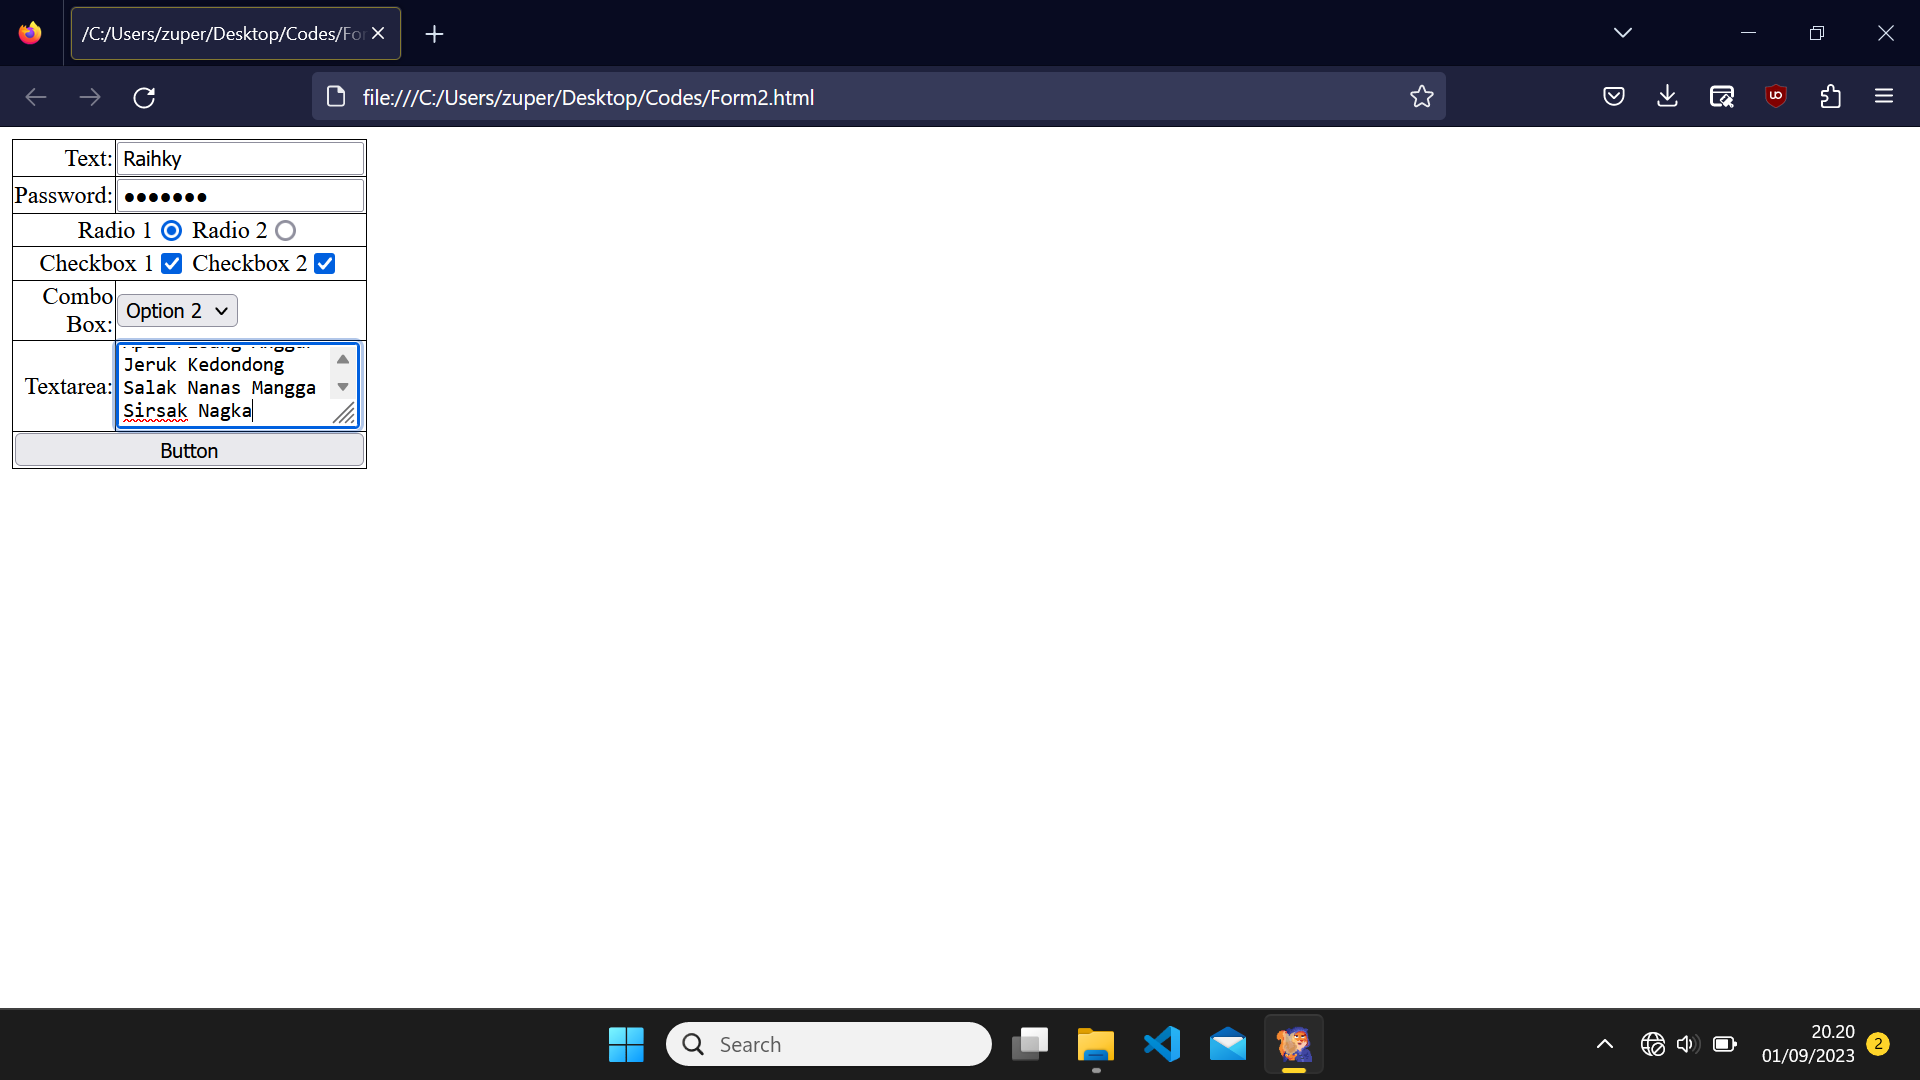 /C:/Users/zuper/Desktop/Codes/For
file:///C:/Users/zuper/Desktop/Codes/Form2.html
Text: Raihky
Password: ●●●●●●●
Radio 1 Radio 2
Checkbox 1 Checkbox 2
Combo
Box:
Option 2
Textarea:
Jeruk Kedondong
Salak Nanas Mangga
Sirsak Nagka
Button
Search
20.20
01/09/2023
2